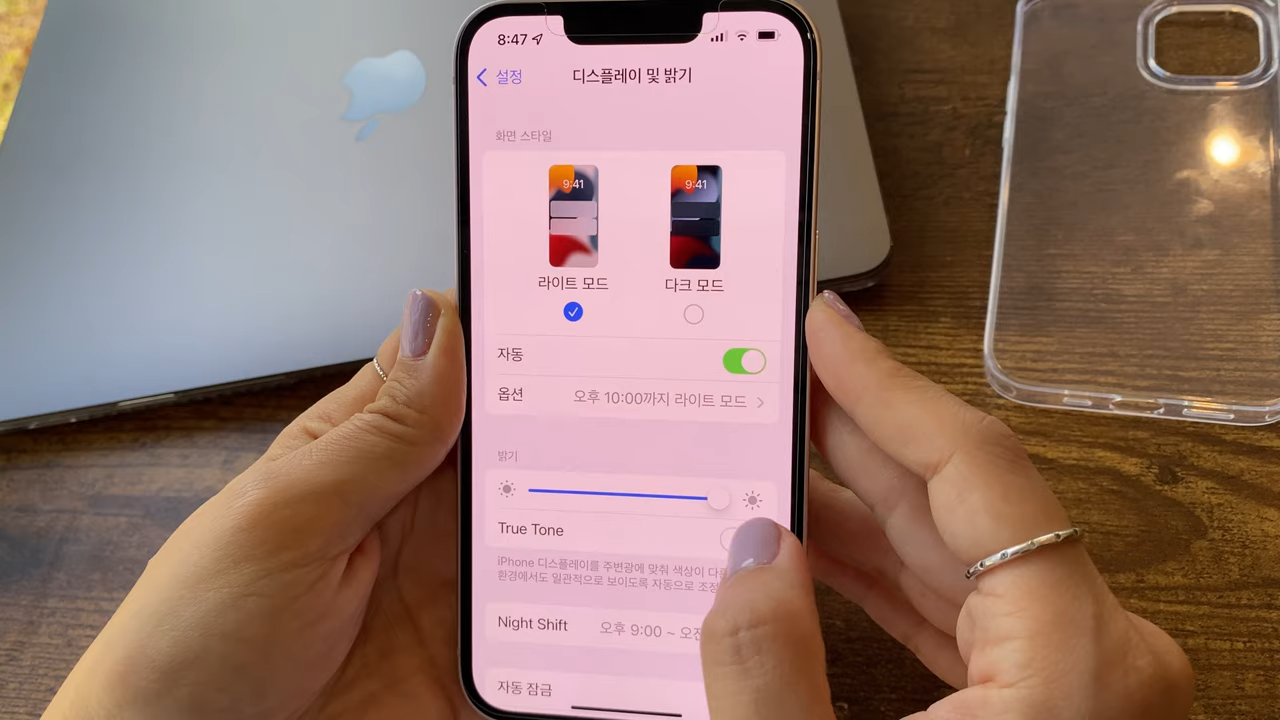 8:47
설정
디스플레이 및 밝기
화면 스타일
9:41
9:41
라이트 모드
다크 모드
자동
옵션 오후 10:00까지 라이트 모드
밝기
True Tone
iPhone 디스플레이를 주변광에 맞춰 색상이
환경에서도 일관적으로 보이도록 자동으로
Night Shift 오후 9:00 ~
자동 잠금